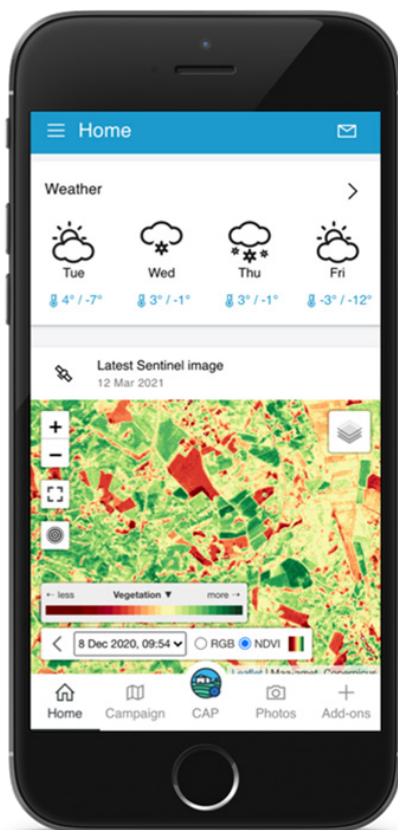 Home
Weather
Tue Wed Thu Fri
4° / -7° 3° / -1° 3° / -1° -3° / -12°
Latest Sentinel image
12 Mar 2021
+
−
← less Vegetation ▼ more →
8 Dec 2020, 09:54 RGB NDVI
Leaflet | Maa-amet, Copernicus
Home Campaign CAP Photos Add-ons